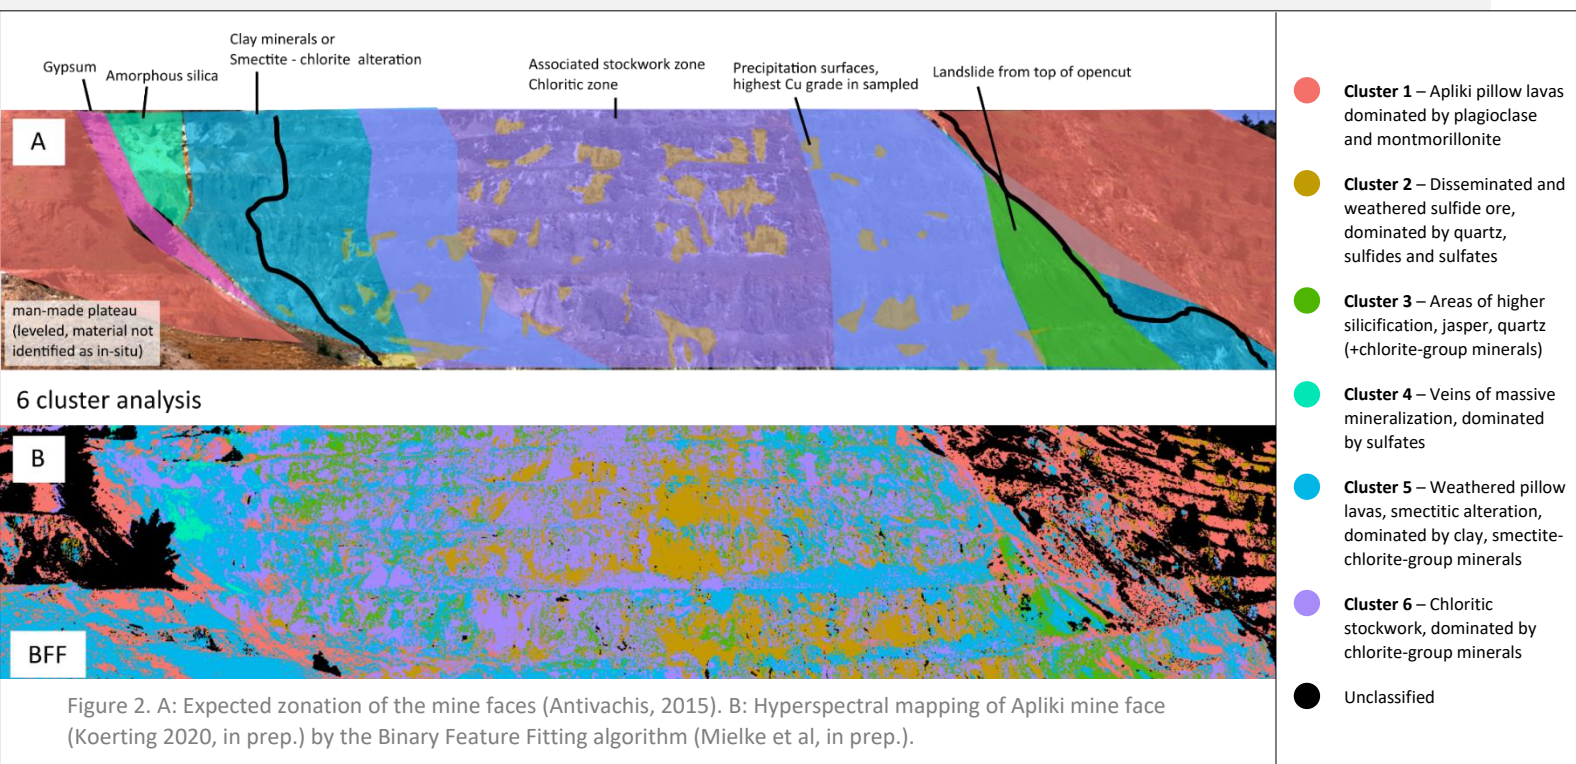 Gypsum
Amorphous silica
Clay minerals or
Smectite - chlorite alteration
Associated stockwork zone
Chloritic zone
Precipitation surfaces,
highest Cu grade in sampled
Landslide from top of opencut
A
man-made plateau
(leveled, material not
identified as in-situ)
6 cluster analysis
B
BFF
Figure 2. A: Expected zonation of the mine faces (Antivachis, 2015). B: Hyperspectral mapping of Apliki mine face
(Koerting 2020, in prep.) by the Binary Feature Fitting algorithm (Mielke et al, in prep.).
Cluster 1 – Apliki pillow lavas
dominated by plagioclase
and montmorillonite
Cluster 2 – Disseminated and
weathered sulfide ore,
dominated by quartz,
sulfides and sulfates
Cluster 3 – Areas of higher
silicification, jasper, quartz
(+chlorite-group minerals)
Cluster 4 – Veins of massive
mineralization, dominated
by sulfates
Cluster 5 – Weathered pillow
lavas, smectitic alteration,
dominated by clay, smectite-
chlorite-group minerals
Cluster 6 – Chloritic
stockwork, dominated by
chlorite-group minerals
Unclassified